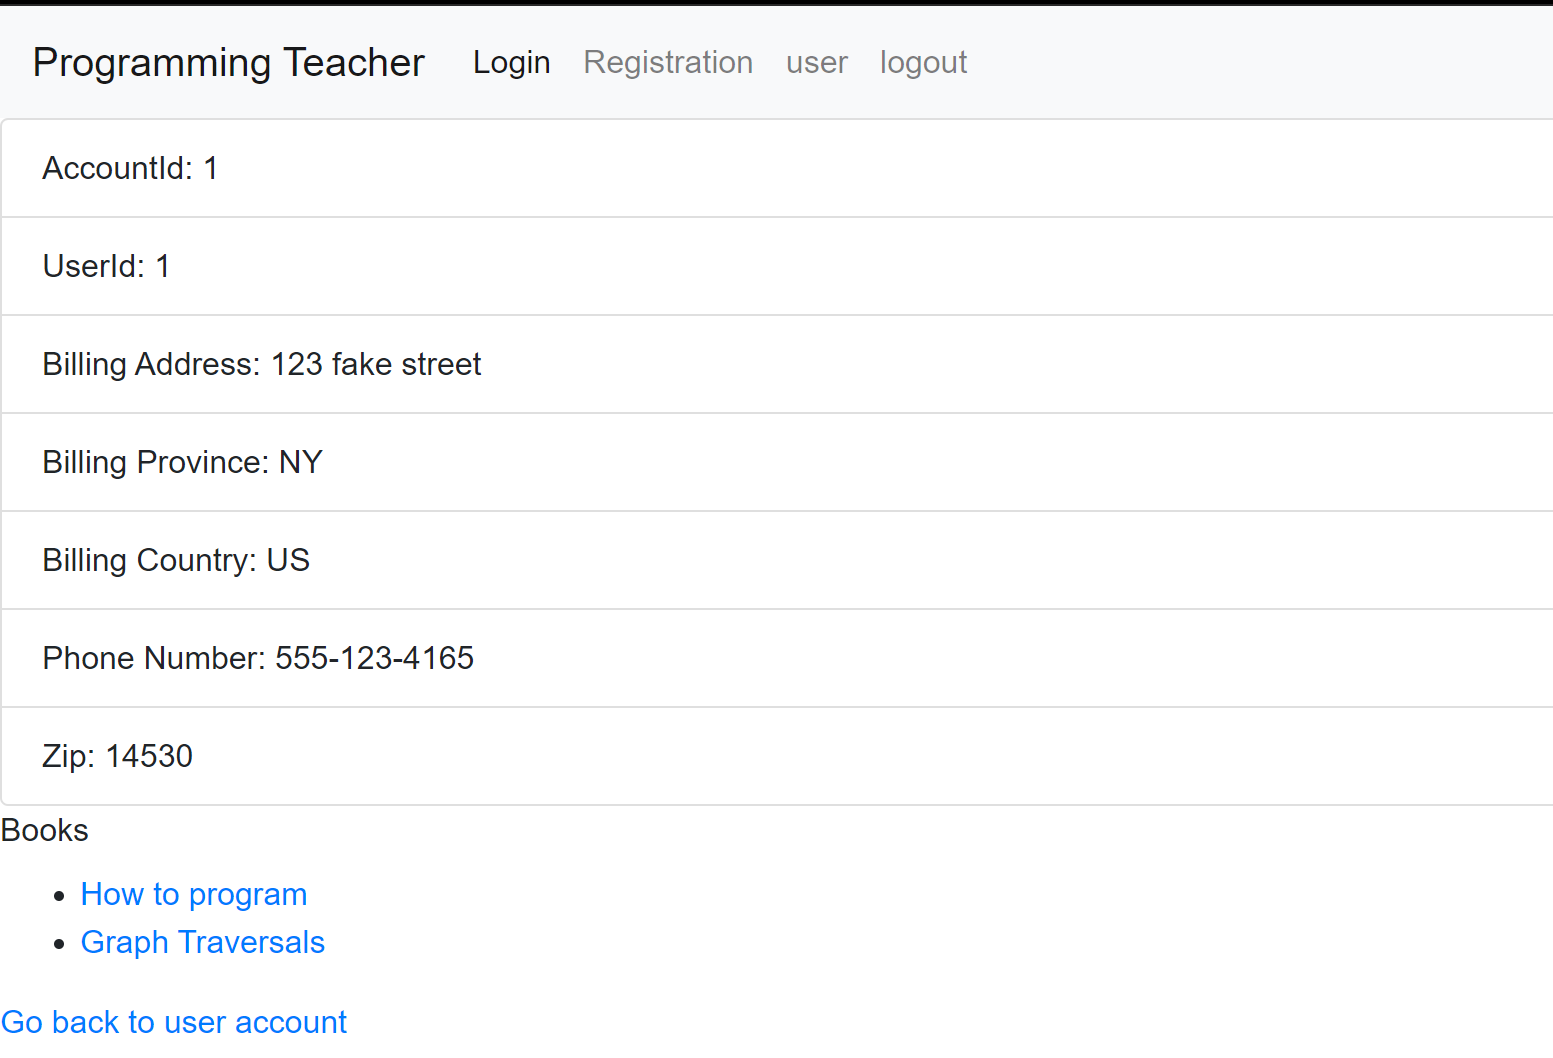 Programming Teacher Login Registration user logout
AccountId: 1
UserId: 1
Billing Address: 123 fake street
Billing Province: NY
Billing Country: US
Phone Number: 555-123-4165
Zip: 14530
Books
How to program
Graph Traversals
Go back to user account